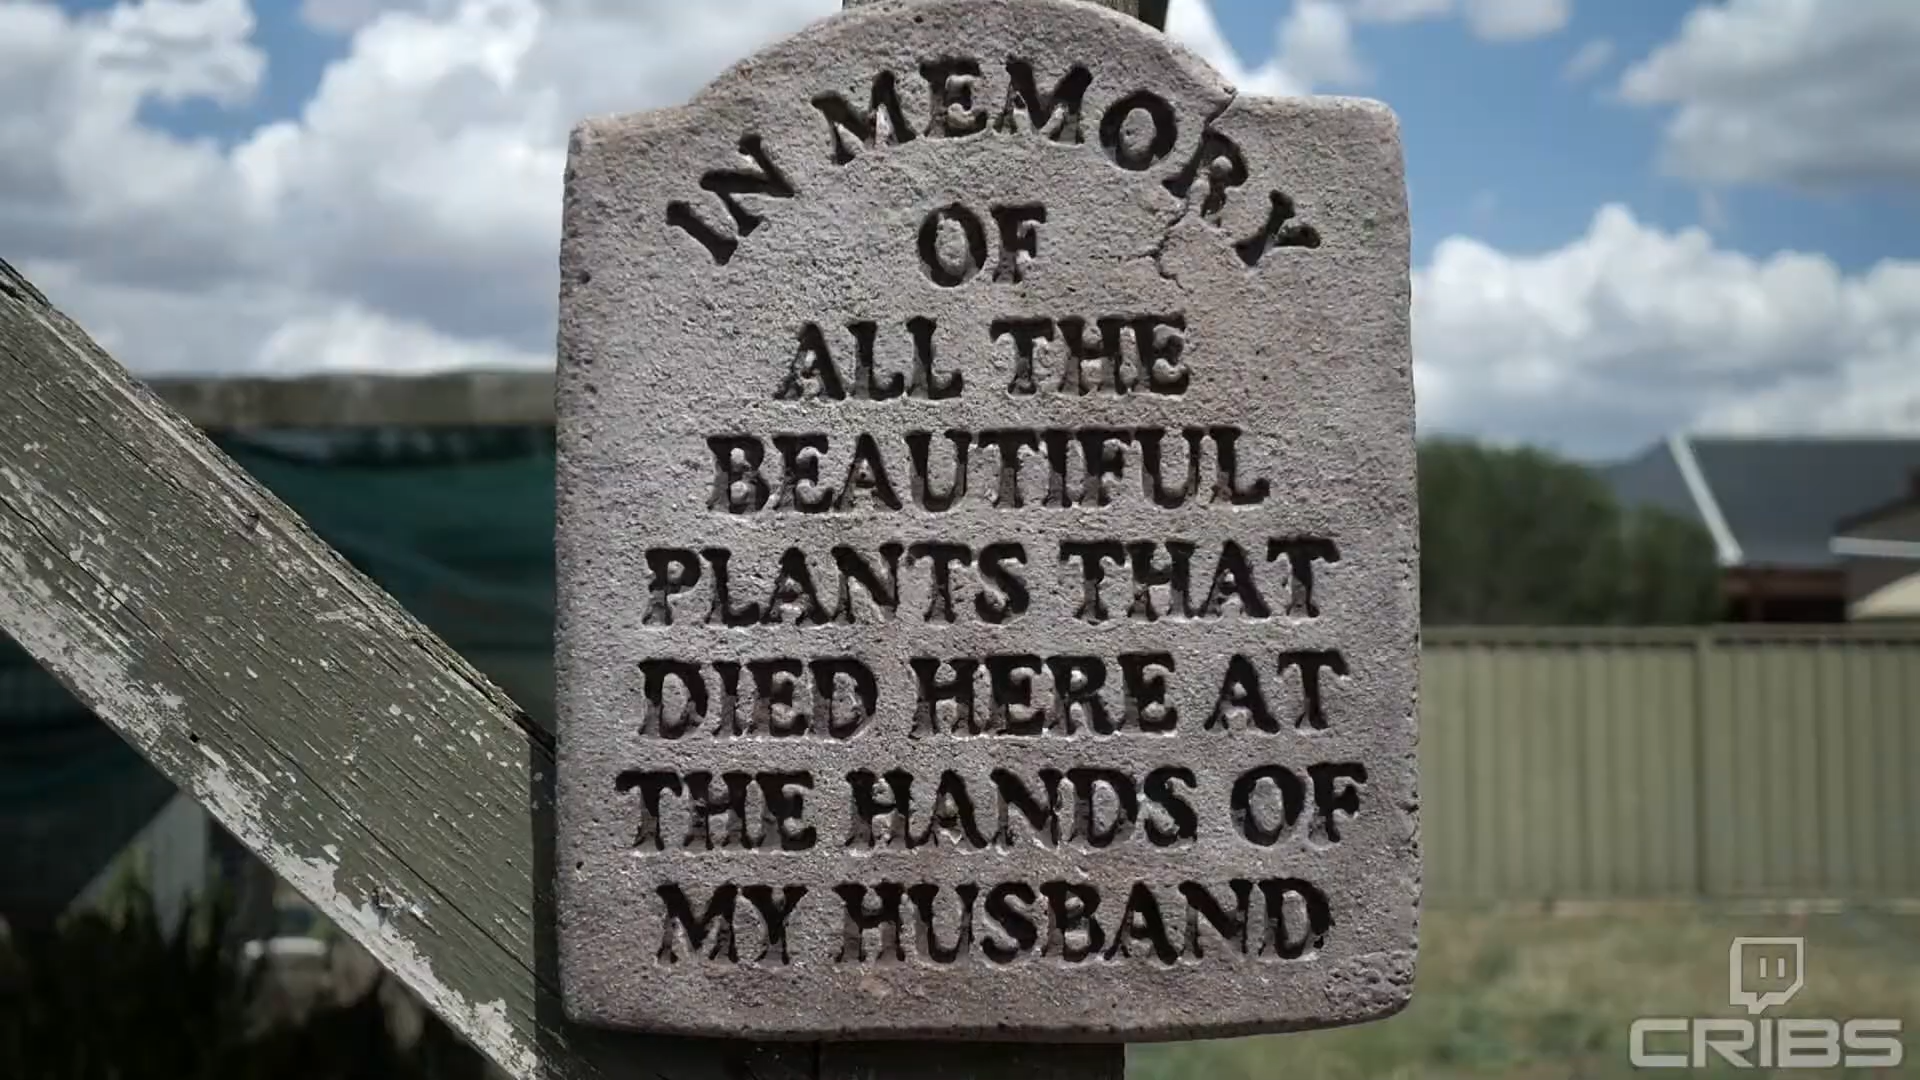 IN MEMORY
OF
ALL THE
BEAUTIFUL
PLANTS THAT
DIED HERE AT
THE HANDS OF
MY HUSBAND
CRIBS